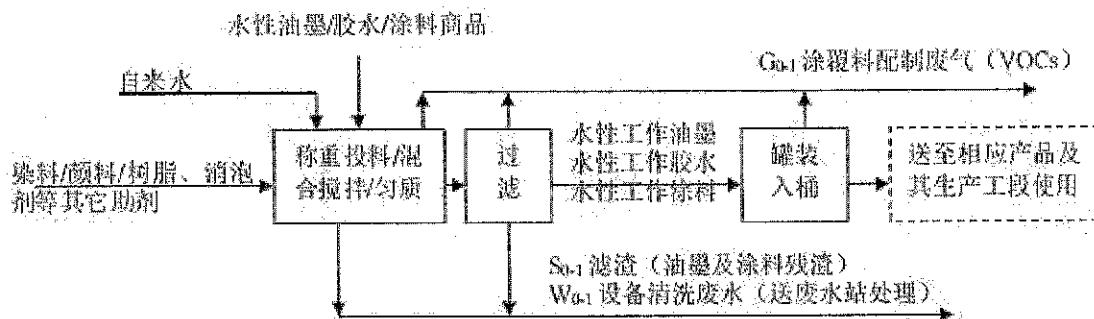 水性油墨/胶水/涂料商品
G₀₋₁ 涂覆料配制废气（VOCs）
自来水
称重投料/混
合搅拌/匀质
过
滤
水性工作油墨
水性工作胶水
水性工作涂料
罐装
入桶
送至相应产品及
其生产工段使用
染料/颜料/树脂、消泡
剂等其它助剂
S₀₋₁ 滤渣（油墨及涂料残渣）
W₀₋₁ 设备清洗废水（送废水站处理）